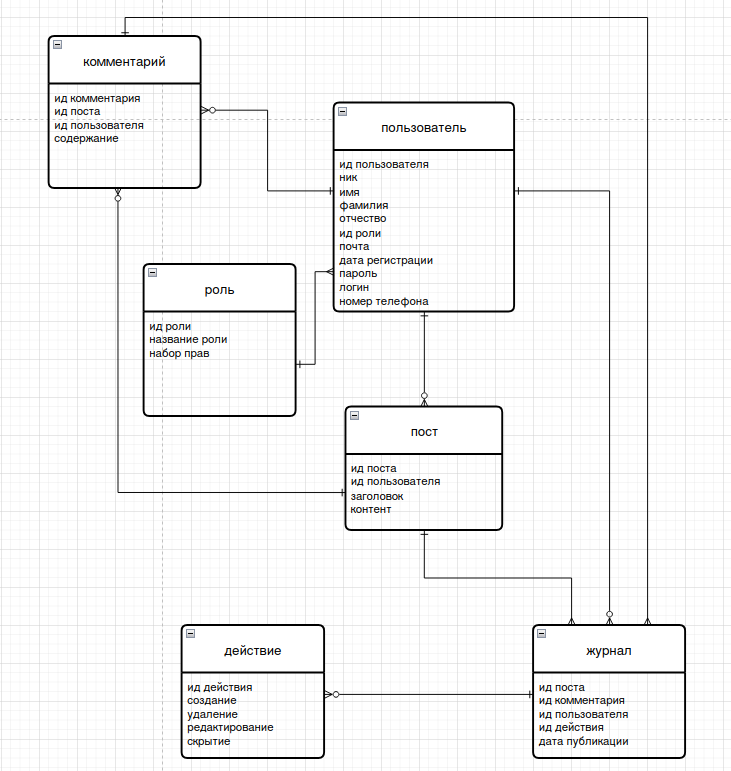 комментарий
ид комментария
ид поста
ид пользователя
содержание
пользователь
ид пользователя
ник
имя
фамилия
отчество
ид роли
почта
дата регистрации
пароль
логин
номер телефона
роль
ид роли
название роли
набор прав
пост
ид поста
ид пользователя
заголовок
контент
действие
ид действия
создание
удаление
редактирование
скрытие
журнал
ид поста
ид комментария
ид пользователя
ид действия
дата публикации